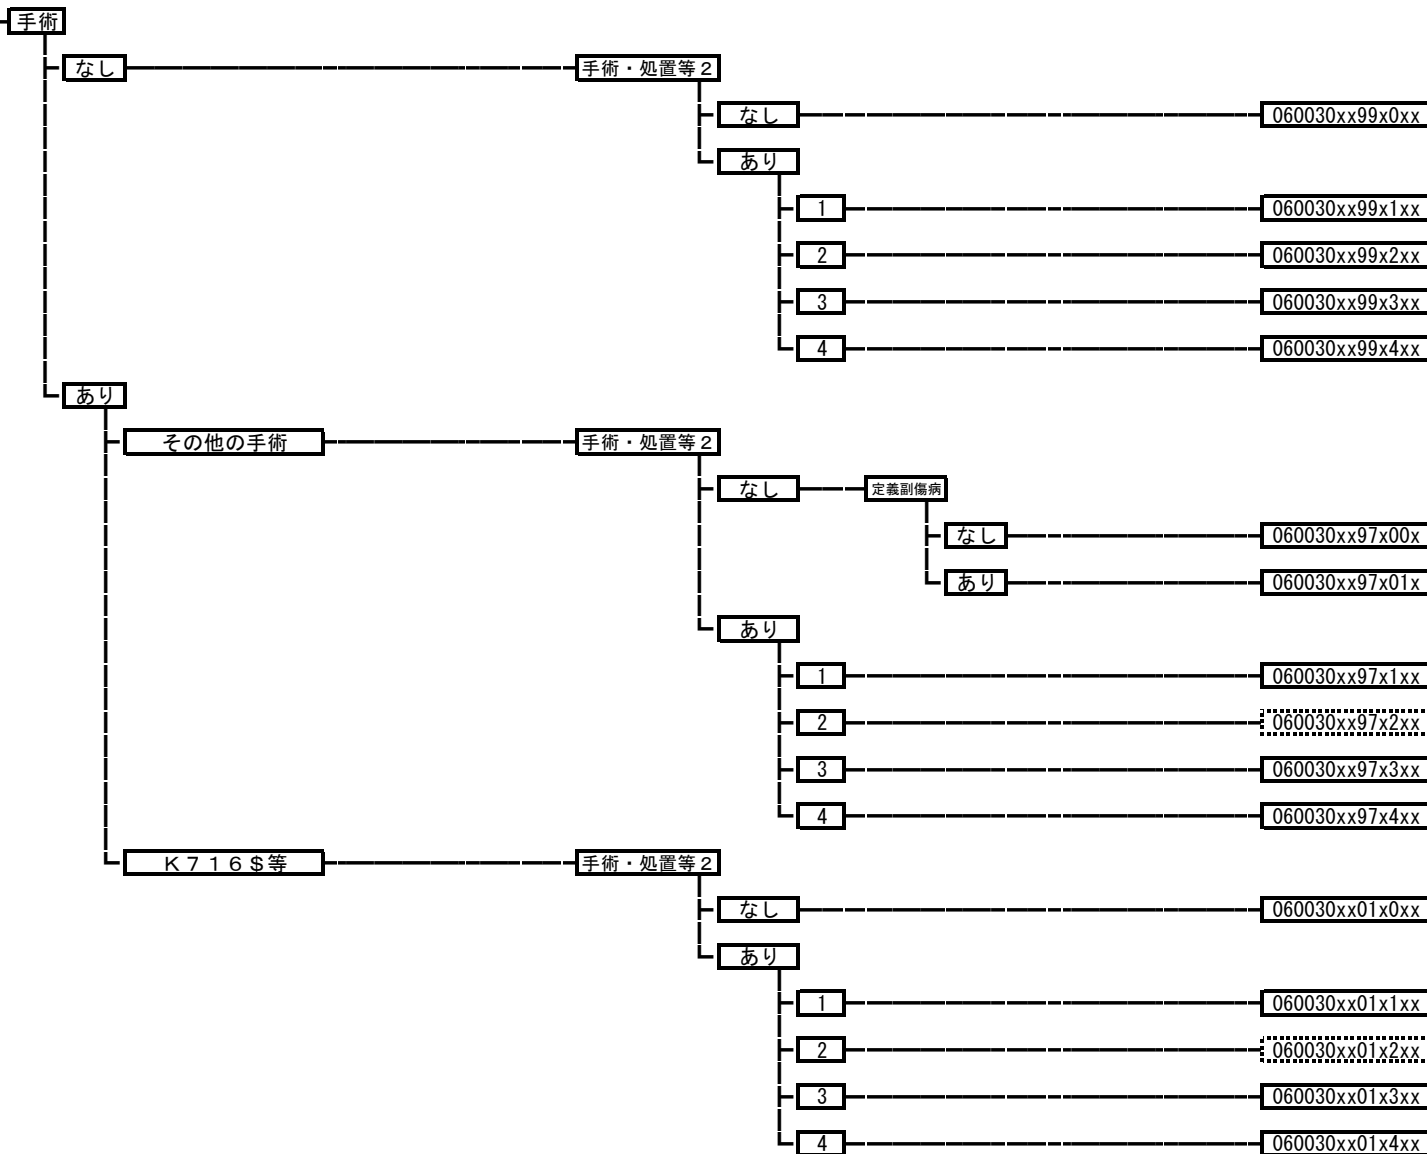 手術
なし 手術・処置等2
なし 060030xx99x0xx
あり
1 060030xx99x1xx
2 060030xx99x2xx
3 060030xx99x3xx
4 060030xx99x4xx
あり
その他の手術 手術・処置等2
なし 定義副傷病
なし 060030xx97x00x
あり 060030xx97x01x
あり
1 060030xx97x1xx
2 060030xx97x2xx
3 060030xx97x3xx
4 060030xx97x4xx
K716$等 手術・処置等2
なし 060030xx01x0xx
あり
1 060030xx01x1xx
2 060030xx01x2xx
3 060030xx01x3xx
4 060030xx01x4xx